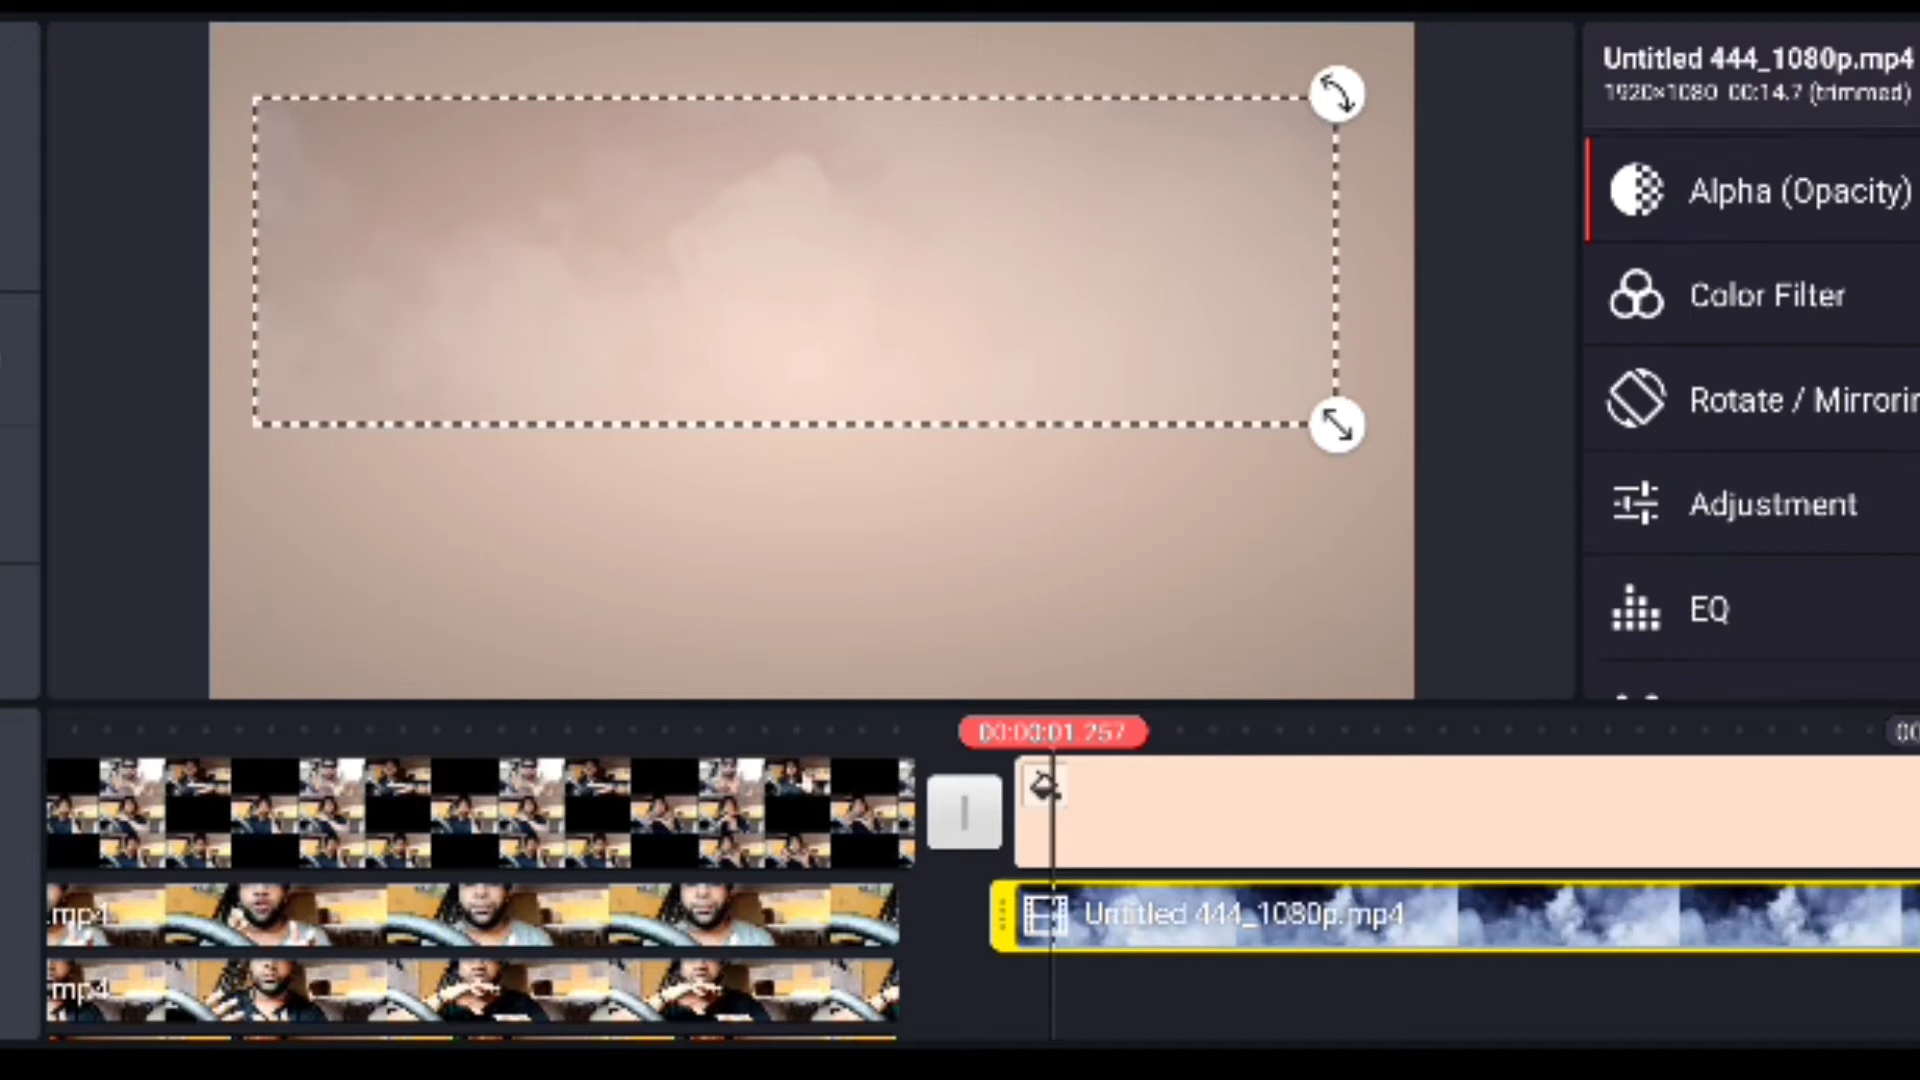 Untitled 444_1080p.mp4
1920×1080 00:14.7 (trimmed)
Alpha (Opacity)
Color Filter
Rotate / Mirrorin
Adjustment
EQ
00:00:01.257
00
.mp4
Untitled 444_1080p.mp4
mp4